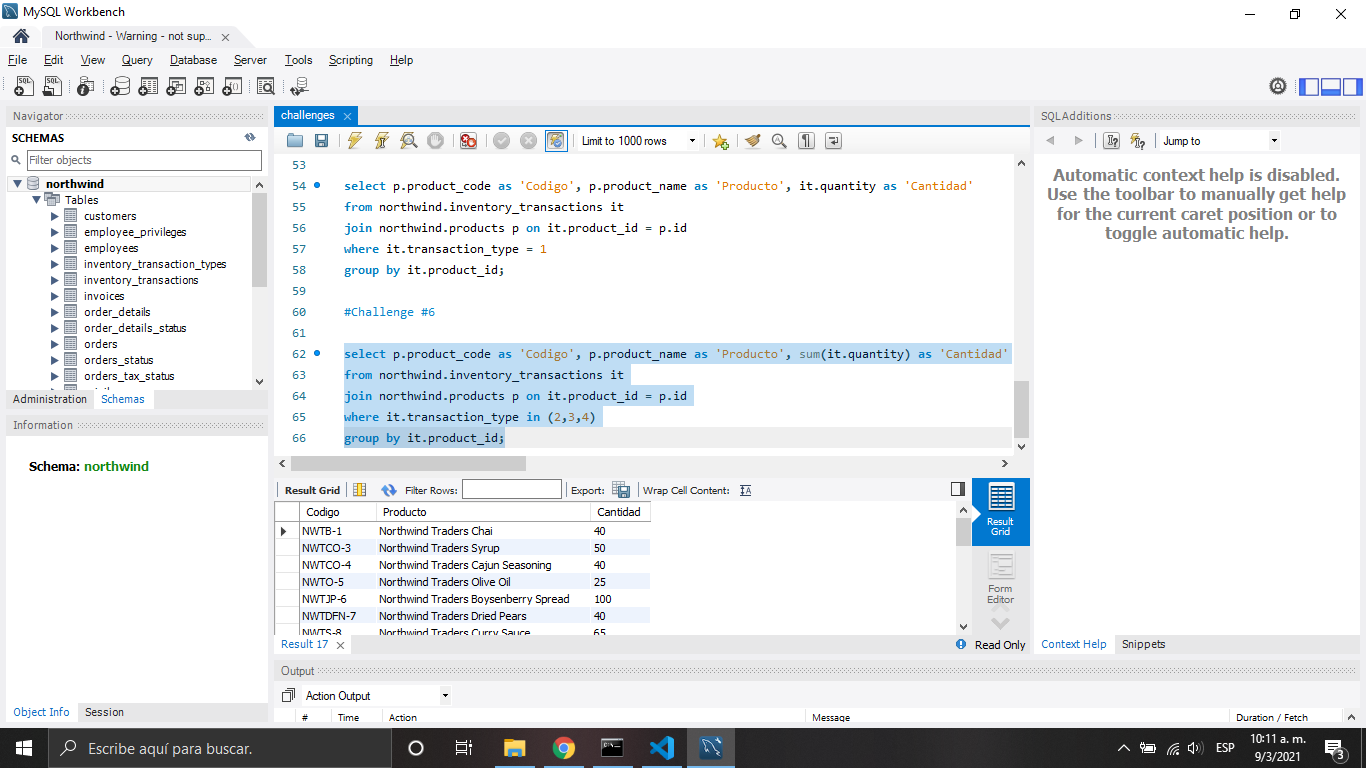 MySQL Workbench
Northwind - Warning - not sup...
File Edit View Query Database Server Tools Scripting Help
Navigator
SCHEMAS
Filter objects
northwind
Tables
customers
employee_privileges
employees
inventory_transaction_types
inventory_transactions
invoices
order_details
order_details_status
orders
orders_status
orders_tax_status
Administration Schemas
Information
Schema: northwind
Object Info Session
challenges
Limit to 1000 rows
53
54 select p.product_code as 'Codigo', p.product_name as 'Producto', it.quantity as 'Cantidad'
55 from northwind.inventory_transactions it
56 join northwind.products p on it.product_id = p.id
57 where it.transaction_type = 1
58 group by it.product_id;
59
60 #Challenge #6
61
62 select p.product_code as 'Codigo', p.product_name as 'Producto', sum(it.quantity) as 'Cantidad'
63 from northwind.inventory_transactions it
64 join northwind.products p on it.product_id = p.id
65 where it.transaction_type in (2,3,4)
66 group by it.product_id;
Result Grid Filter Rows: Export: Wrap Cell Content:
Codigo Producto Cantidad
NWTB-1 Northwind Traders Chai 40
NWTCO-3 Northwind Traders Syrup 50
NWTCO-4 Northwind Traders Cajun Seasoning 40
NWTO-5 Northwind Traders Olive Oil 25
NWTJP-6 Northwind Traders Boysenberry Spread 100
NWTDFN-7 Northwind Traders Dried Pears 40
NWTS-8 Northwind Traders Curry Sauce 65
Result
Grid
Form
Editor
Result 17
Read Only
Output
Action Output
# Time Action Message Duration / Fetch
SQLAdditions
Jump to
Automatic context help is disabled.
Use the toolbar to manually get help
for the current caret position or to
toggle automatic help.
Context Help Snippets
Escribe aquí para buscar.
ESP
10:11 a. m.
9/3/2021
3